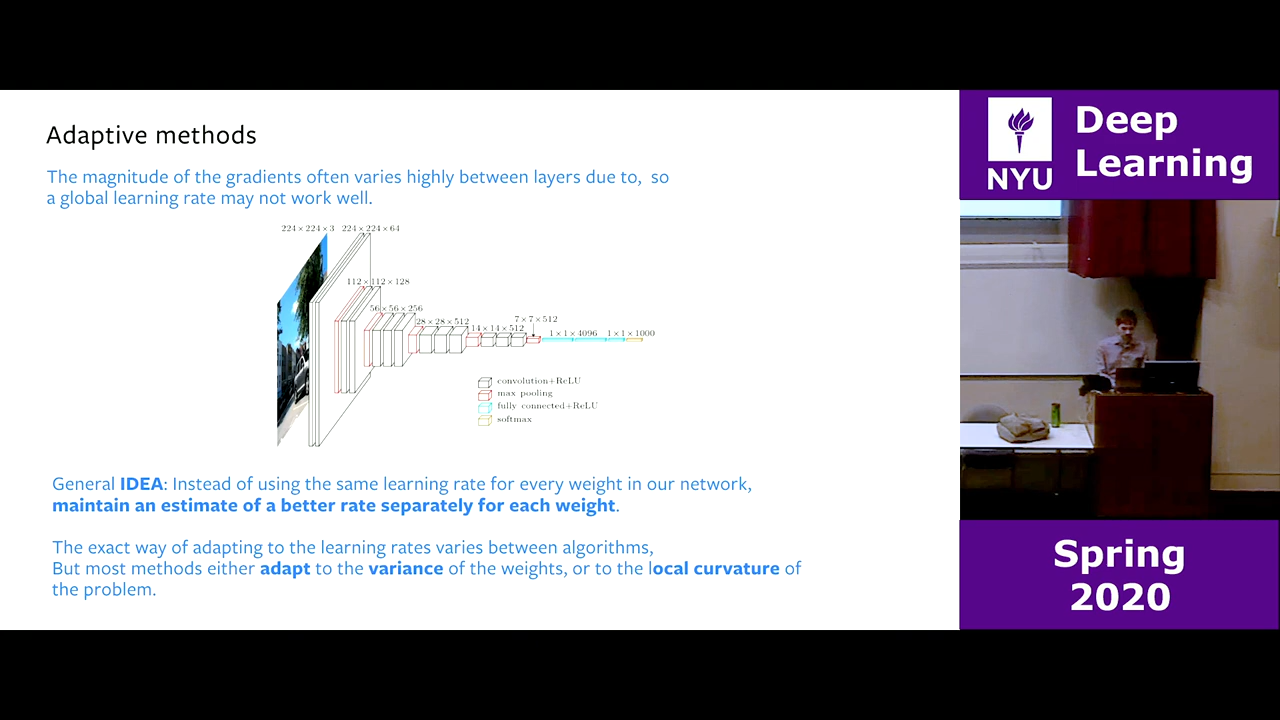 Adaptive methods
The magnitude of the gradients often varies highly between layers due to, so
a global learning rate may not work well.
224×224×3 224×224×64
112×112×128
56×56×256
28×28×512
14×14×512
7×7×512
1×1×4096 1×1×1000
convolution+ReLU
max pooling
fully connected+ReLU
softmax
General IDEA: Instead of using the same learning rate for every weight in our network,
maintain an estimate of a better rate separately for each weight.
The exact way of adapting to the learning rates varies between algorithms,
But most methods either adapt to the variance of the weights, or to the local curvature of
the problem.
NYU
Deep
Learning
Spring
2020